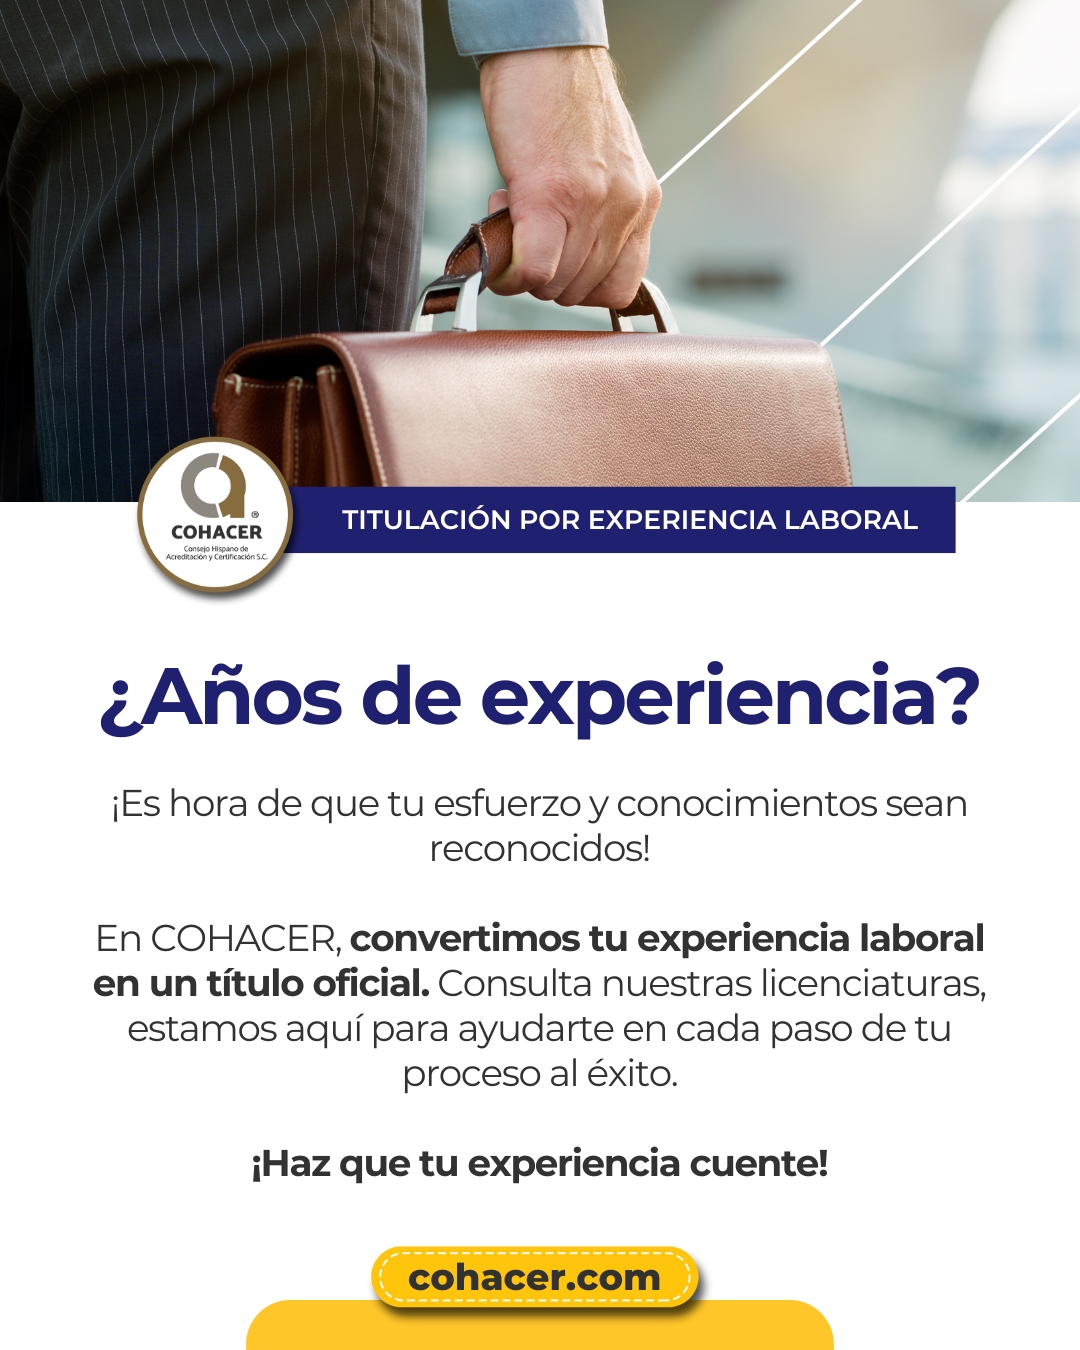 COHACER
®
Consejo Hispano de
Acreditación y Certificación S.C.
TITULACIÓN POR EXPERIENCIA LABORAL
¿Años de experiencia?
¡Es hora de que tu esfuerzo y conocimientos sean
reconocidos!
En COHACER, convertimos tu experiencia laboral
en un título oficial. Consulta nuestras licenciaturas,
estamos aquí para ayudarte en cada paso de tu
proceso al éxito.
¡Haz que tu experiencia cuente!
cohacer.com